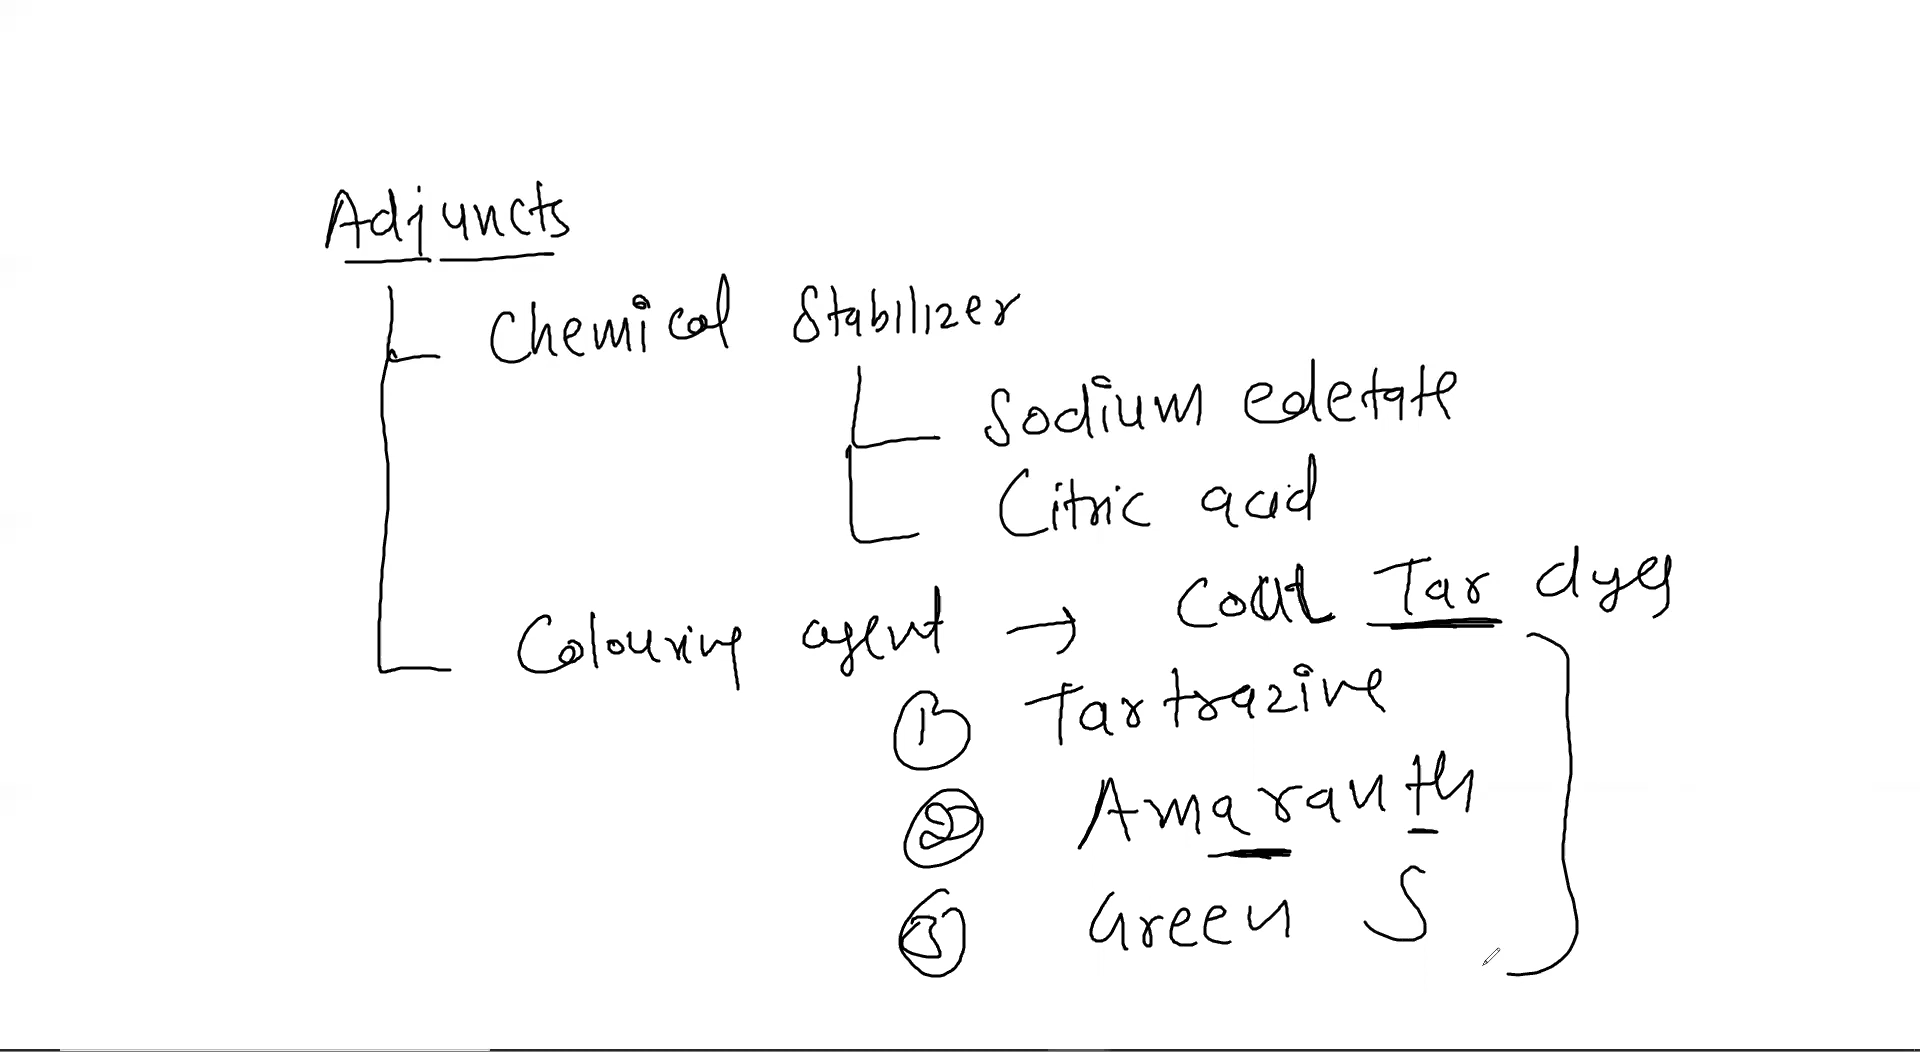 Adjuncts
Chemical Stabilizer
Sodium edetate
Citric acid
Colouring agent → Coal Tar dyes
① Tartrazine
② Amaranth
③ Green S